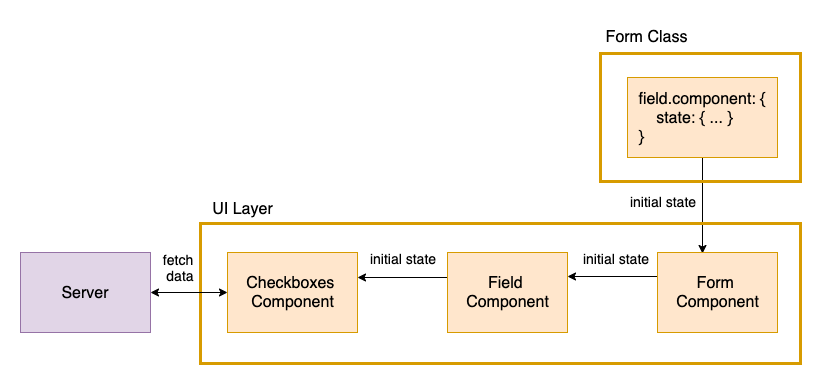 Form Class
field.component: {
state: { ... }
}
initial state
UI Layer
fetch
data
initial state
initial state
Server
Checkboxes
Component
Field
Component
Form
Component